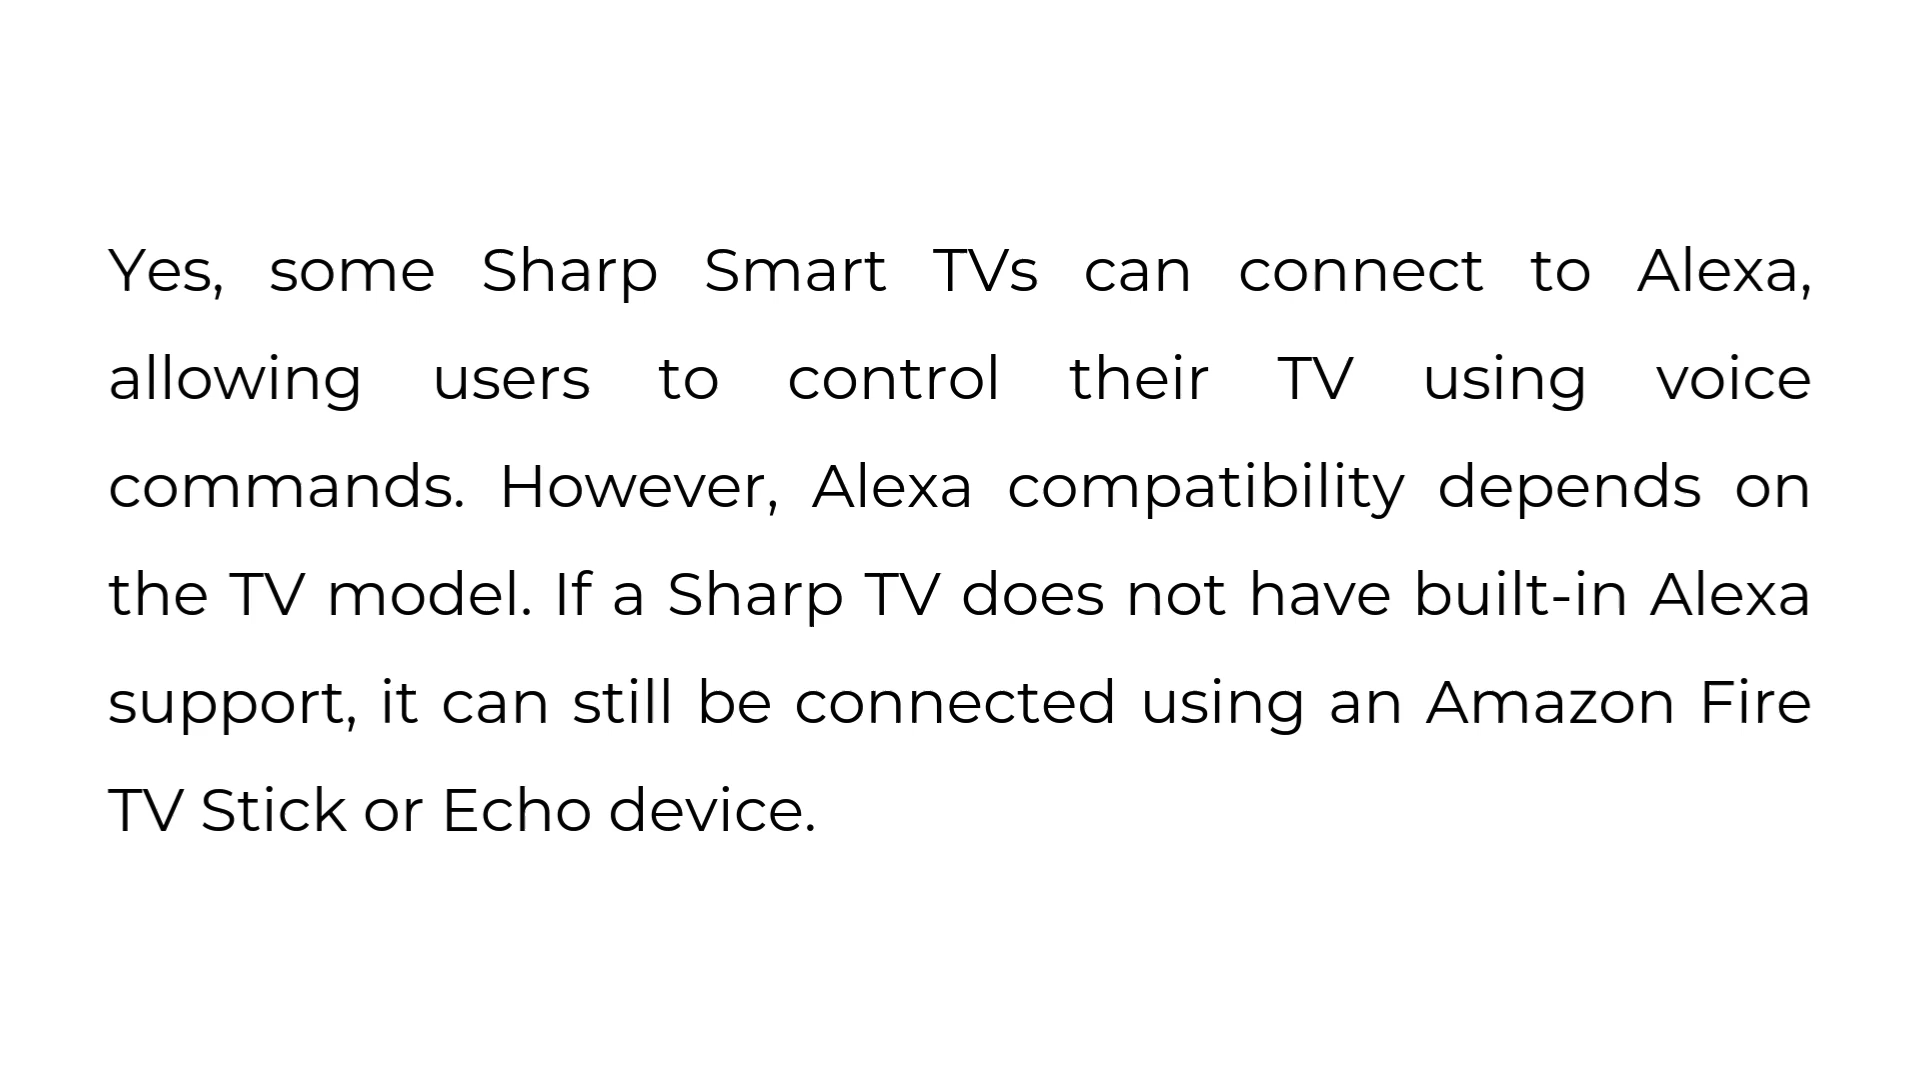 Yes, some Sharp Smart TVs can connect to Alexa,
allowing users to control their TV using voice
commands. However, Alexa compatibility depends on
the TV model. If a Sharp TV does not have built-in Alexa
support, it can still be connected using an Amazon Fire
TV Stick or Echo device.